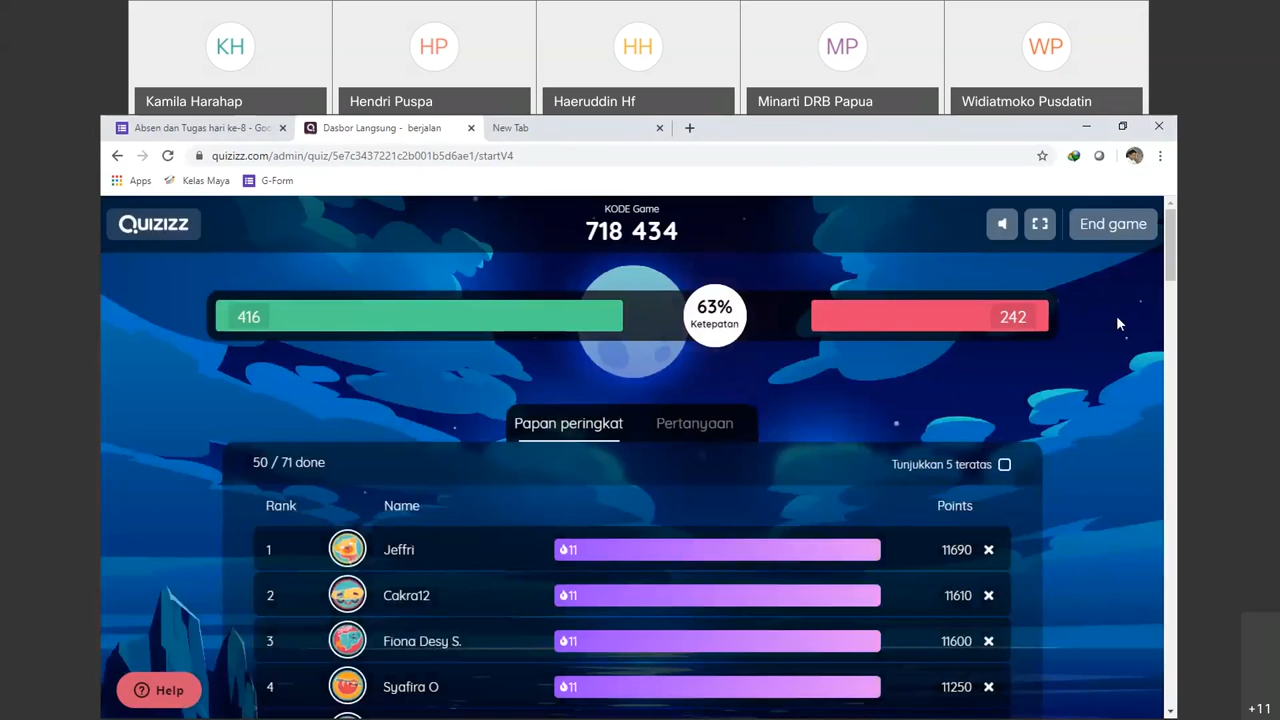 KH
HP
HH
MP
WP
Kamila Harahap
Hendri Puspa
Haeruddin Hf
Minarti DRB Papua
Widiatmoko Pusdatin
Absen dan Tugas hari ke-8 - Goo
Dasbor Langsung - berjalan
New Tab
quizizz.com/admin/quiz/5e7c3437221c2b001b5d6ae1/startV4
Apps
Kelas Maya
G-Form
Quizizz
KODE Game
718 434
End game
416
63%
Ketepatan
242
Papan peringkat
Pertanyaan
50 / 71 done
Tunjukkan 5 teratas
Rank Name Points
1 Jeffri 11 11690
2 Cakra12 11 11610
3 Fiona Desy S. 11 11600
4 Syafira O 11 11250
Help
+11